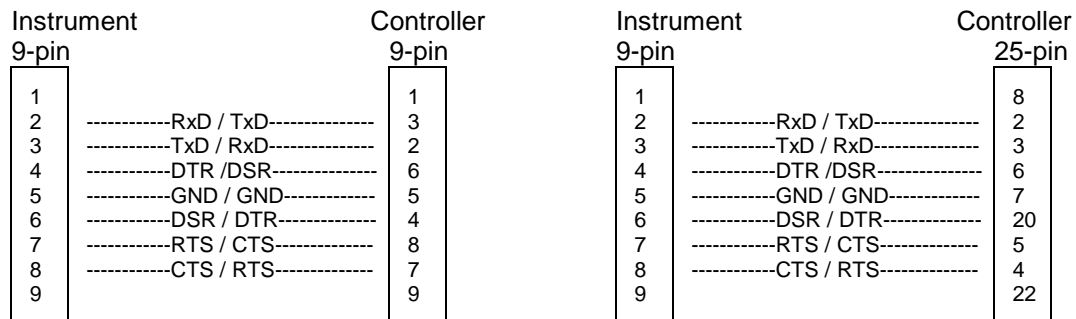 Instrument Controller
9-pin 9-pin
1 1
2 -------------RxD / TxD---------------- 3
3 -------------TxD / RxD---------------- 2
4 -------------DTR /DSR---------------- 6
5 -------------GND / GND-------------- 5
6 -------------DSR / DTR--------------- 4
7 -------------RTS / CTS--------------- 8
8 -------------CTS / RTS--------------- 7
9 9
Instrument Controller
9-pin 25-pin
1 8
2 -------------RxD / TxD---------------- 2
3 -------------TxD / RxD---------------- 3
4 -------------DTR /DSR---------------- 6
5 -------------GND / GND-------------- 7
6 -------------DSR / DTR--------------- 20
7 -------------RTS / CTS--------------- 5
8 -------------CTS / RTS--------------- 4
9 22